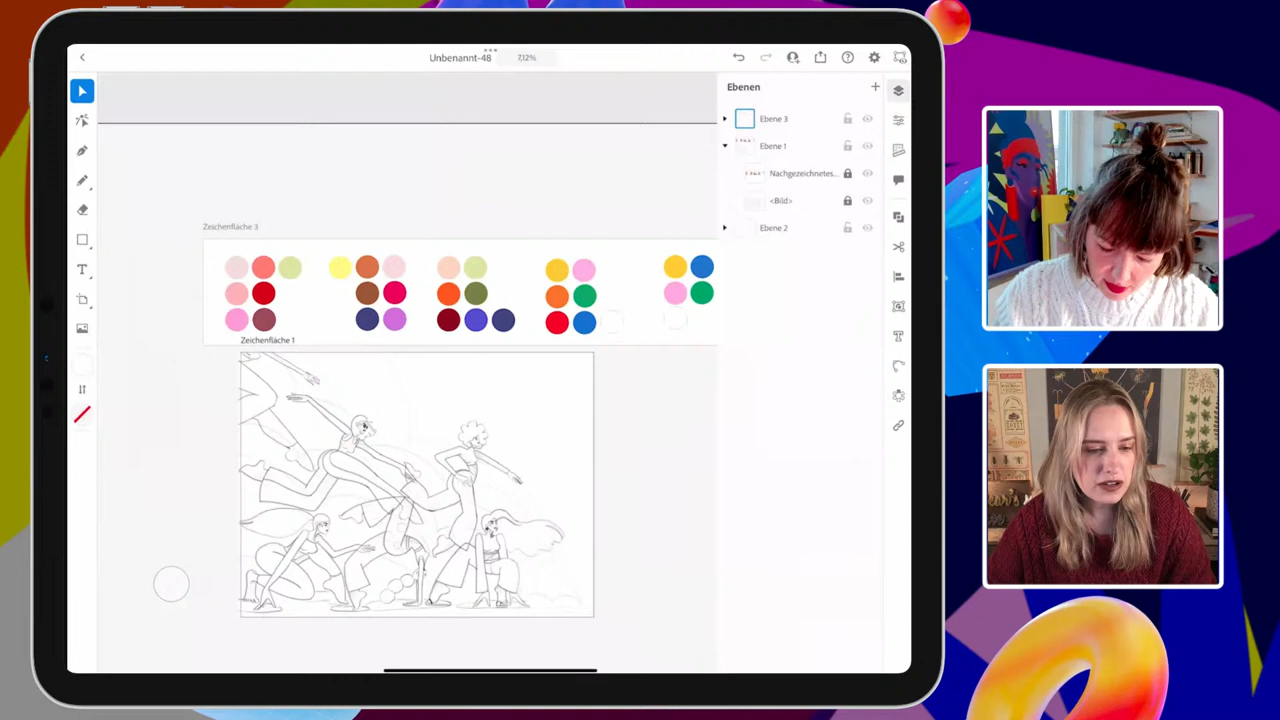 Unbenannt-48
7,12%
Ebenen
Ebene 3
Ebene 1
Nachgezeichnetes...
<Bild>
Ebene 2
Zeichenfläche 3
Zeichenfläche 1